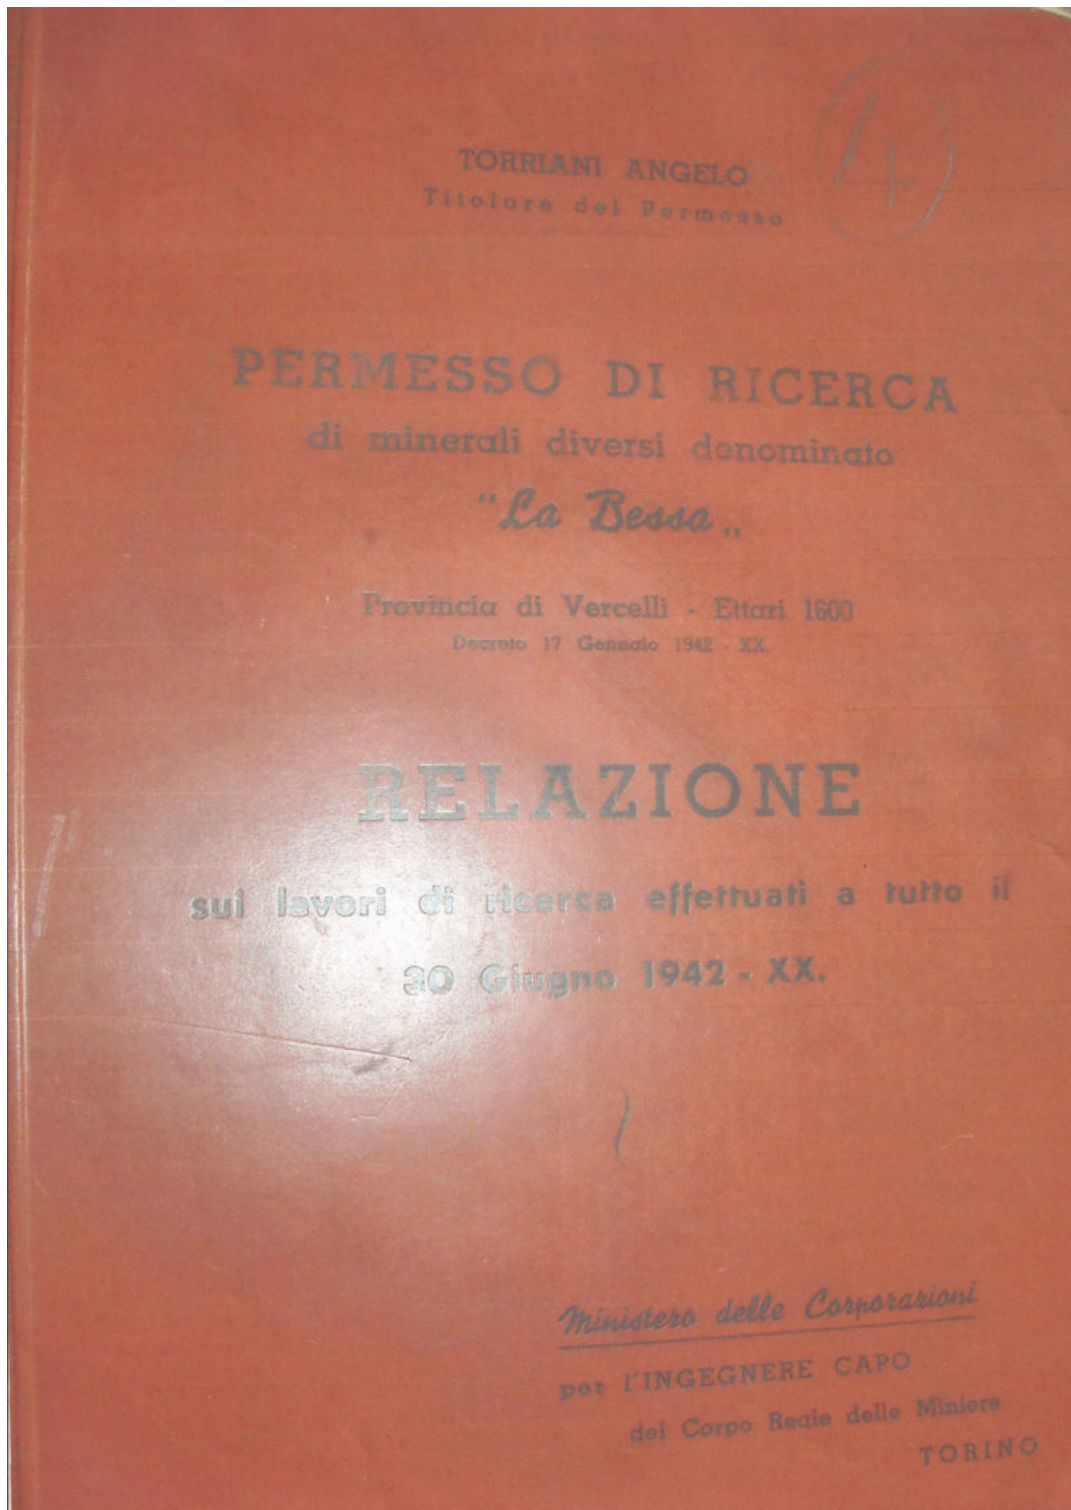 4
TORRIANI ANGELO
Titolare del Permesso
PERMESSO DI RICERCA
di minerali diversi denominato
"La Bessa„
Provincia di Vercelli - Ettari 1600
Decreto 17 Gennaio 1942 - XX.
RELAZIONE
sui lavori di ricerca effettuati a tutto il
30 Giugno 1942 - XX.
Ministero delle Corporazioni
per l'INGEGNERE CAPO
del Corpo Reale delle Miniere
TORINO